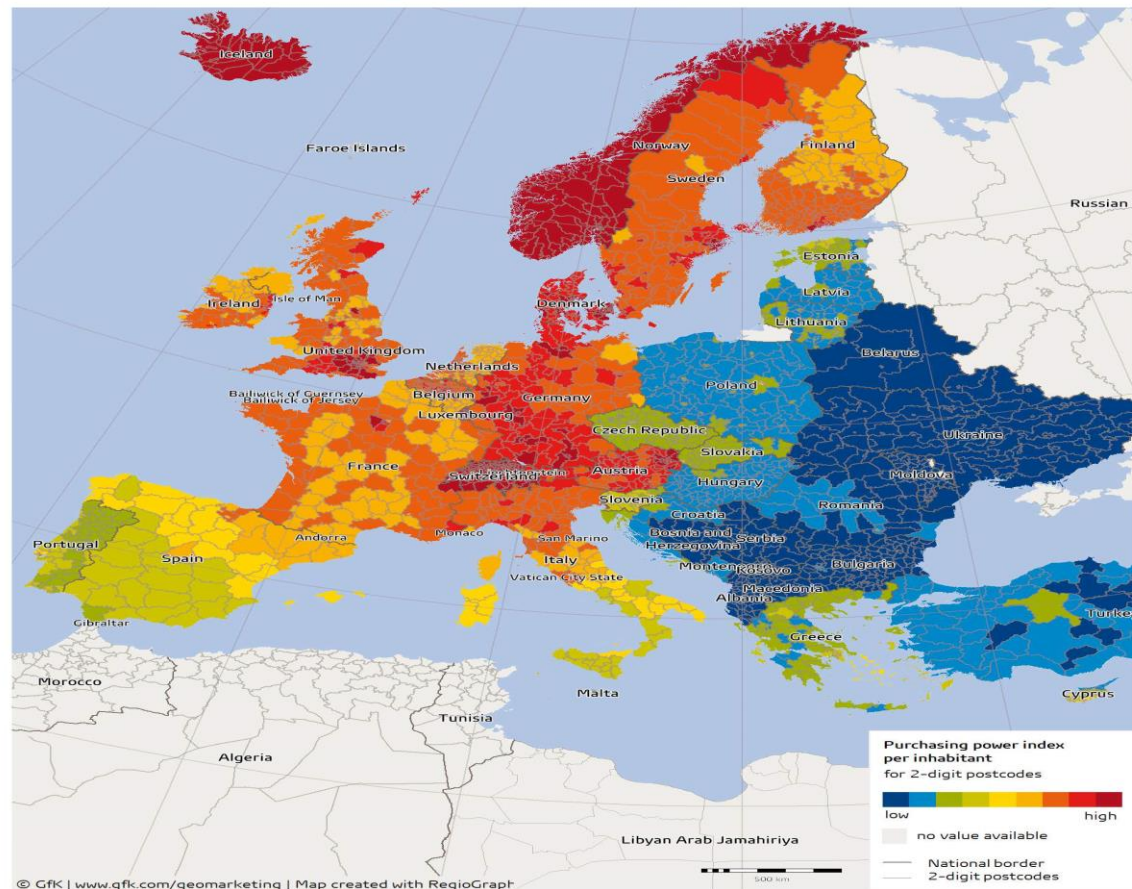 Iceland
Faroe Islands
Norway
Sweden
Finland
Russian
Estonia
Latvia
Lithuania
Denmark
Ireland
Isle of Man
United Kingdom
Netherlands
Belgium
Luxembourg
Germany
Bailiwick of Guernsey
Bailiwick of Jersey
Poland
Belarus
Czech Republic
Slovakia
Ukraine
Moldova
France
Switzerland
Austria
Hungary
Slovenia
Croatia
Romania
Bosnia and
Herzegovina
Serbia
Kosovo
Bulgaria
Macedonia
Albania
Monaco
San Marino
Italy
Vatican City State
Andorra
Portugal
Spain
Gibraltar
Greece
Turke
Cyprus
Malta
Morocco
Algeria
Tunisia
Libyan Arab Jamahiriya
Purchasing power index
per inhabitant
for 2-digit postcodes
low high
no value available
National border
2-digit postcodes
500 km
© GfK | www.gfk.com/geomarketing | Map created with RegioGraph